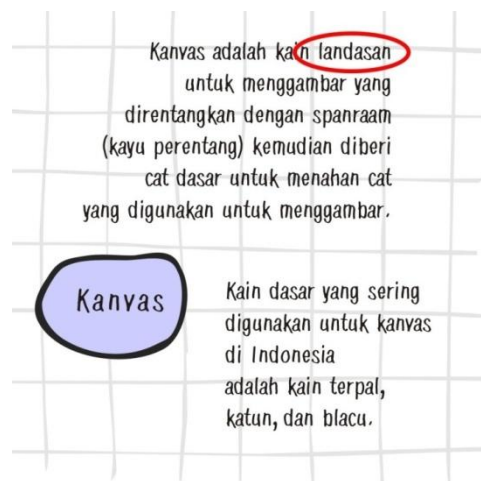 Kanvas adalah kain landasan
untuk menggambar yang
direntangkan dengan spanraam
(kayu perentang) kemudian diberi
cat dasar untuk menahan cat
yang digunakan untuk menggambar.
Kanvas
Kain dasar yang sering
digunakan untuk kanvas
di Indonesia
adalah kain terpal,
katun, dan blacu.